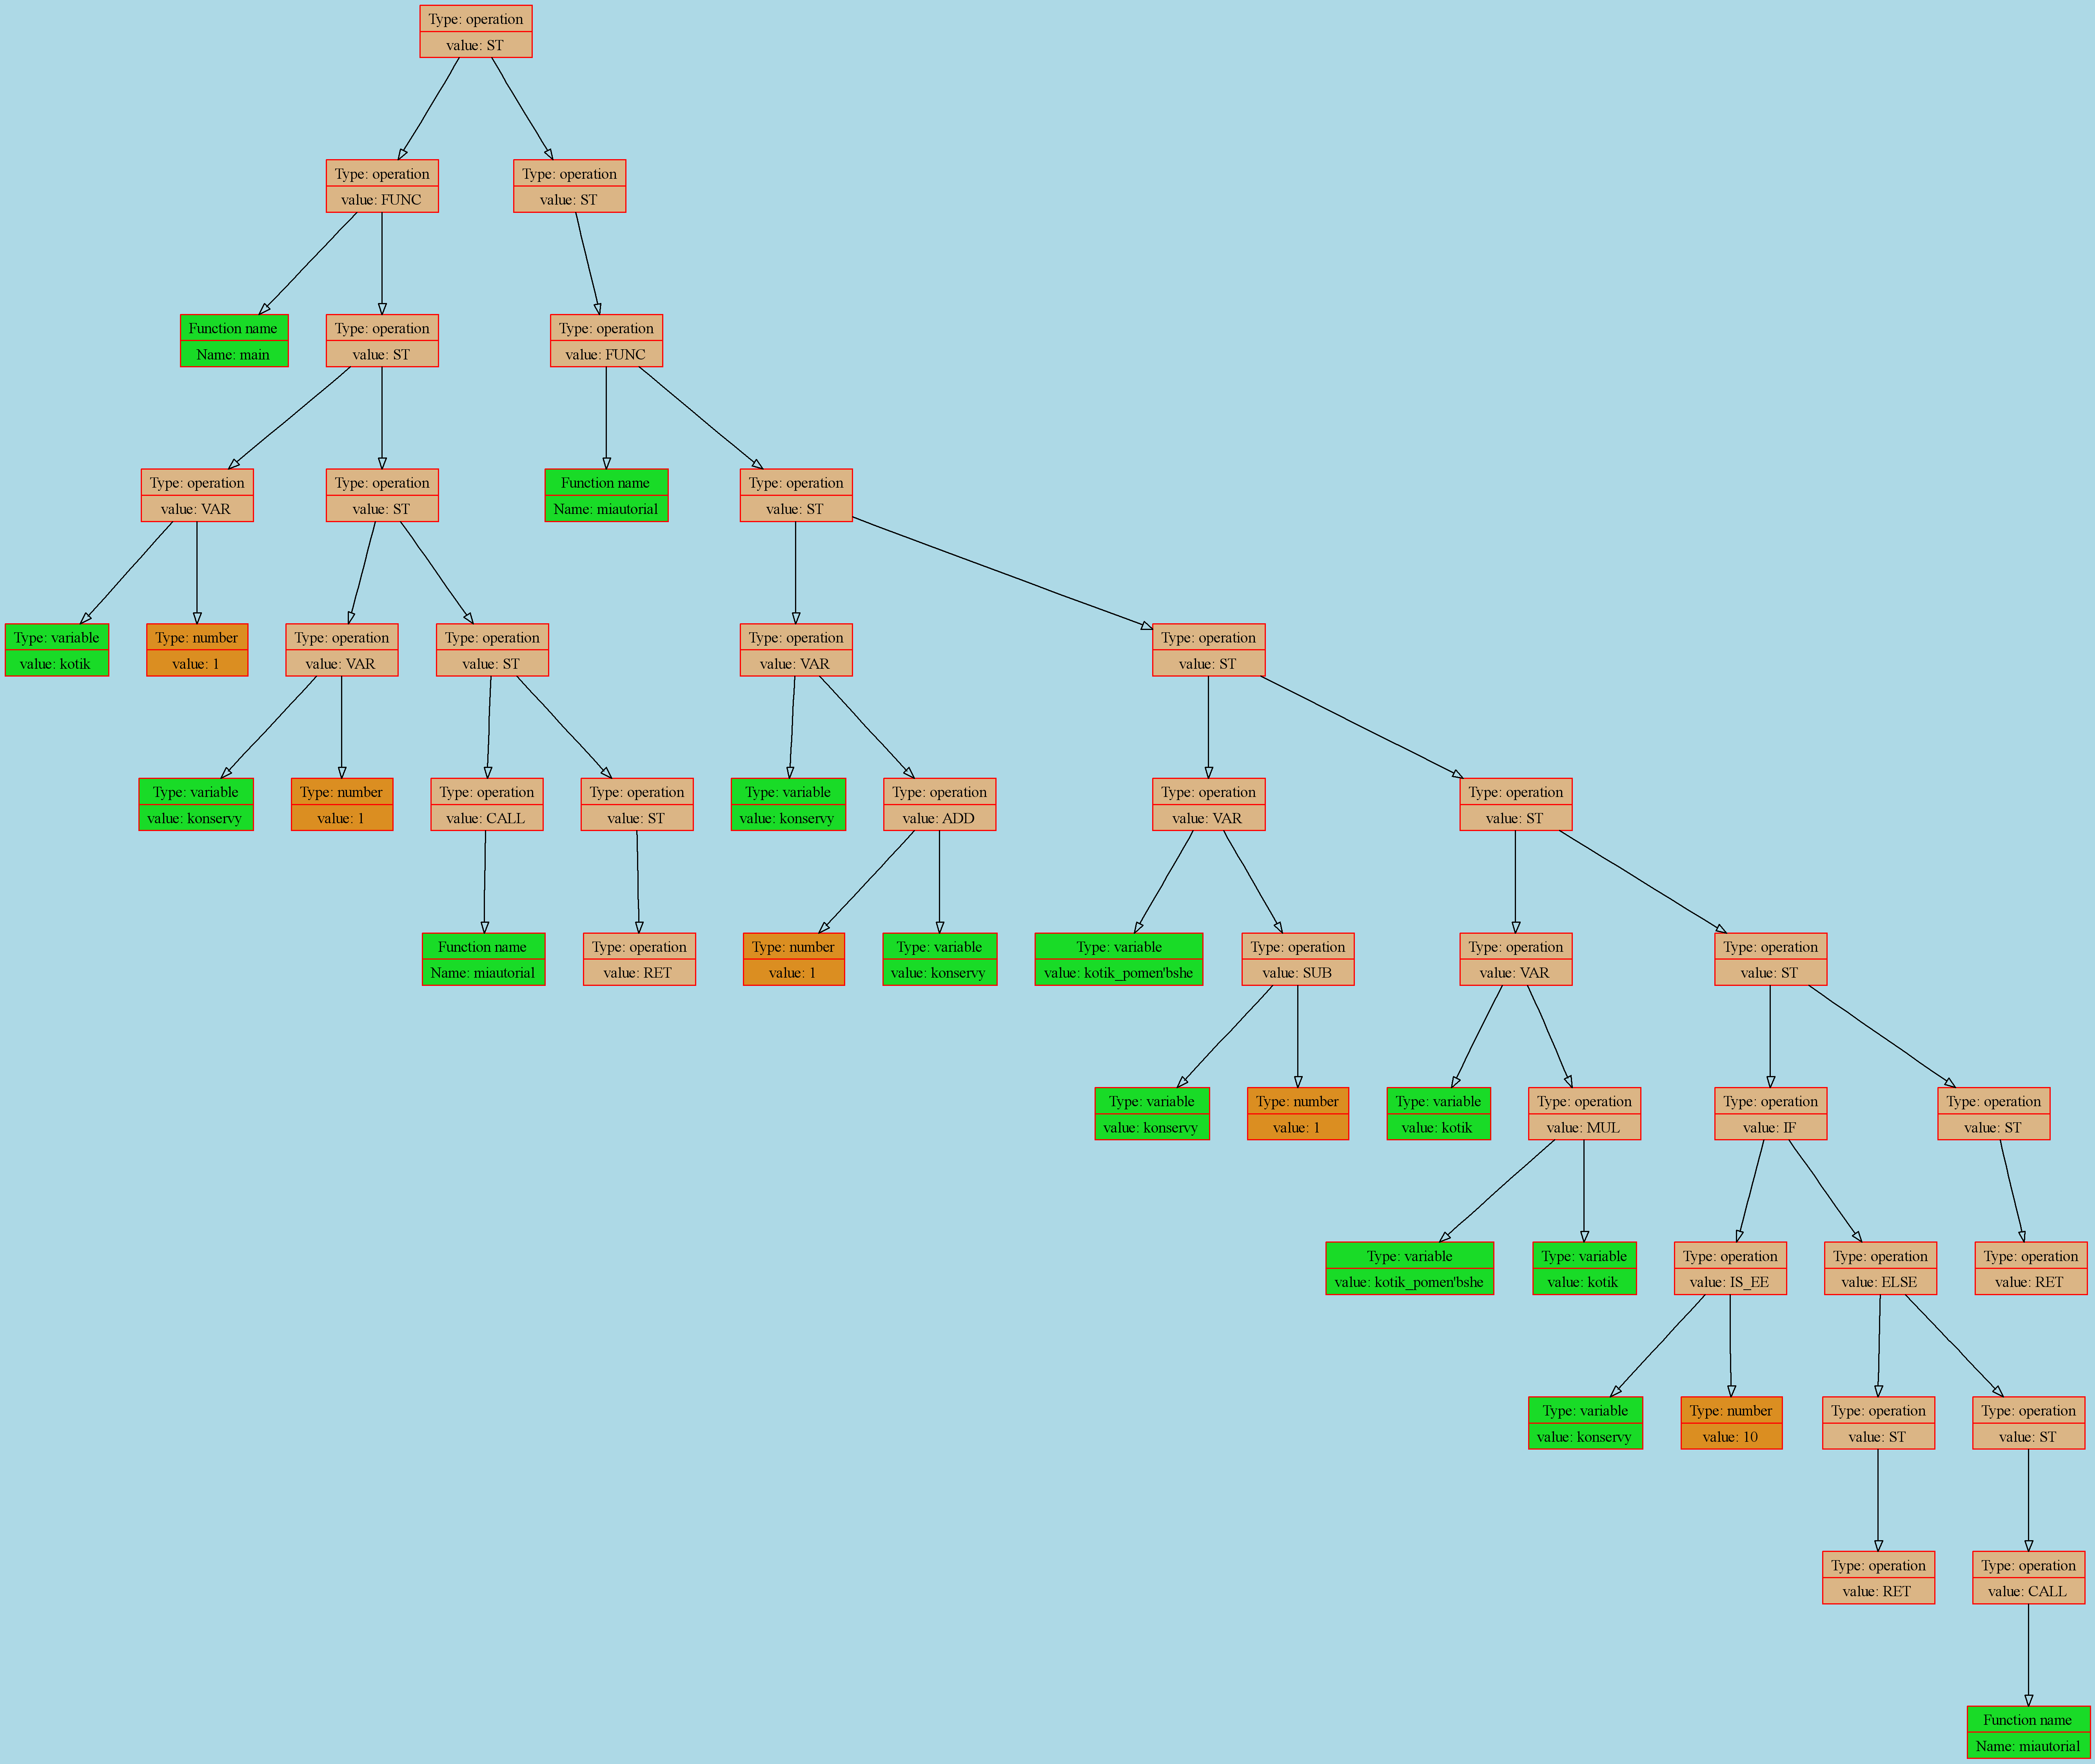 Type: operation
value: ST
Type: operation
value: FUNC
Type: operation
value: ST
Function name
Name: main
Type: operation
value: ST
Type: operation
value: FUNC
Type: operation
value: VAR
Type: operation
value: ST
Function name
Name: miautorial
Type: operation
value: ST
Type: variable
value: kotik
Type: number
value: 1
Type: operation
value: VAR
Type: operation
value: ST
Type: operation
value: VAR
Type: operation
value: ST
Type: variable
value: konservy
Type: number
value: 1
Type: operation
value: CALL
Type: operation
value: ST
Type: variable
value: konservy
Type: operation
value: ADD
Type: operation
value: VAR
Type: operation
value: ST
Function name
Name: miautorial
Type: operation
value: RET
Type: number
value: 1
Type: variable
value: konservy
Type: variable
value: kotik_pomen'bshe
Type: operation
value: SUB
Type: operation
value: VAR
Type: operation
value: ST
Type: variable
value: konservy
Type: number
value: 1
Type: variable
value: kotik
Type: operation
value: MUL
Type: operation
value: IF
Type: operation
value: ST
Type: variable
value: kotik_pomen'bshe
Type: variable
value: kotik
Type: operation
value: IS_EE
Type: operation
value: ELSE
Type: operation
value: RET
Type: variable
value: konservy
Type: number
value: 10
Type: operation
value: ST
Type: operation
value: ST
Type: operation
value: RET
Type: operation
value: CALL
Function name
Name: miautorial